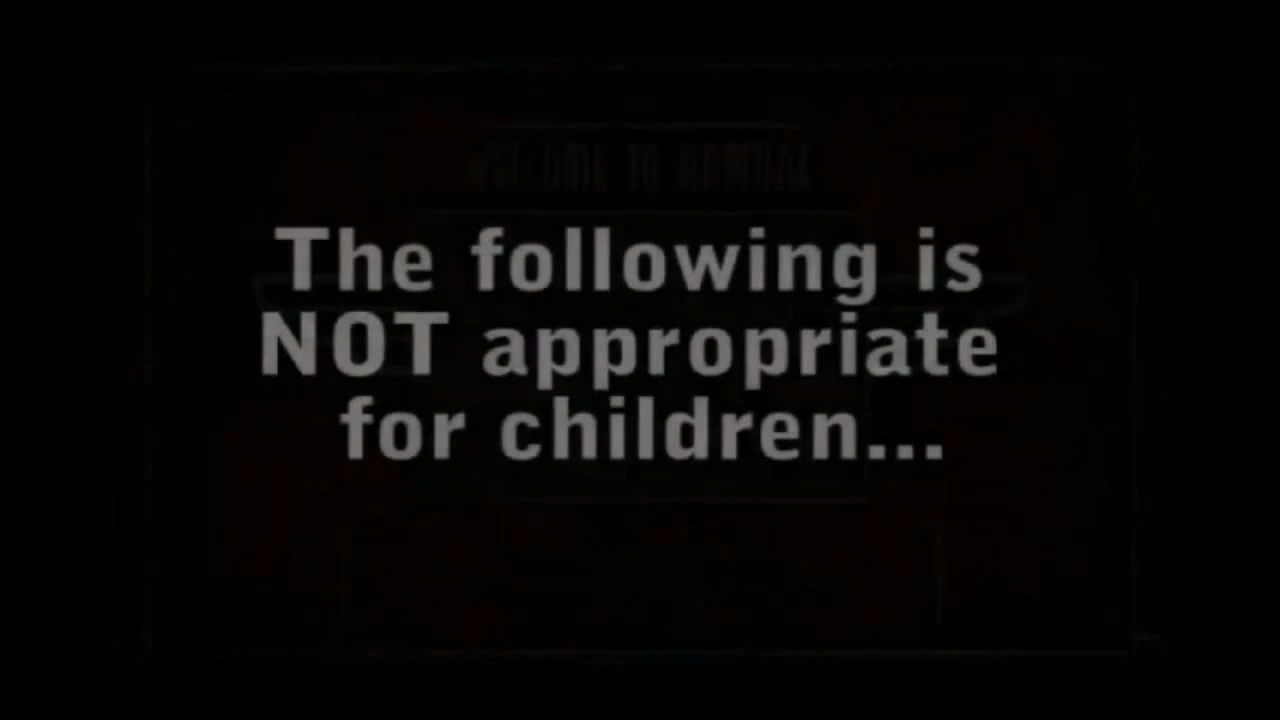 The following is
NOT appropriate
for children...